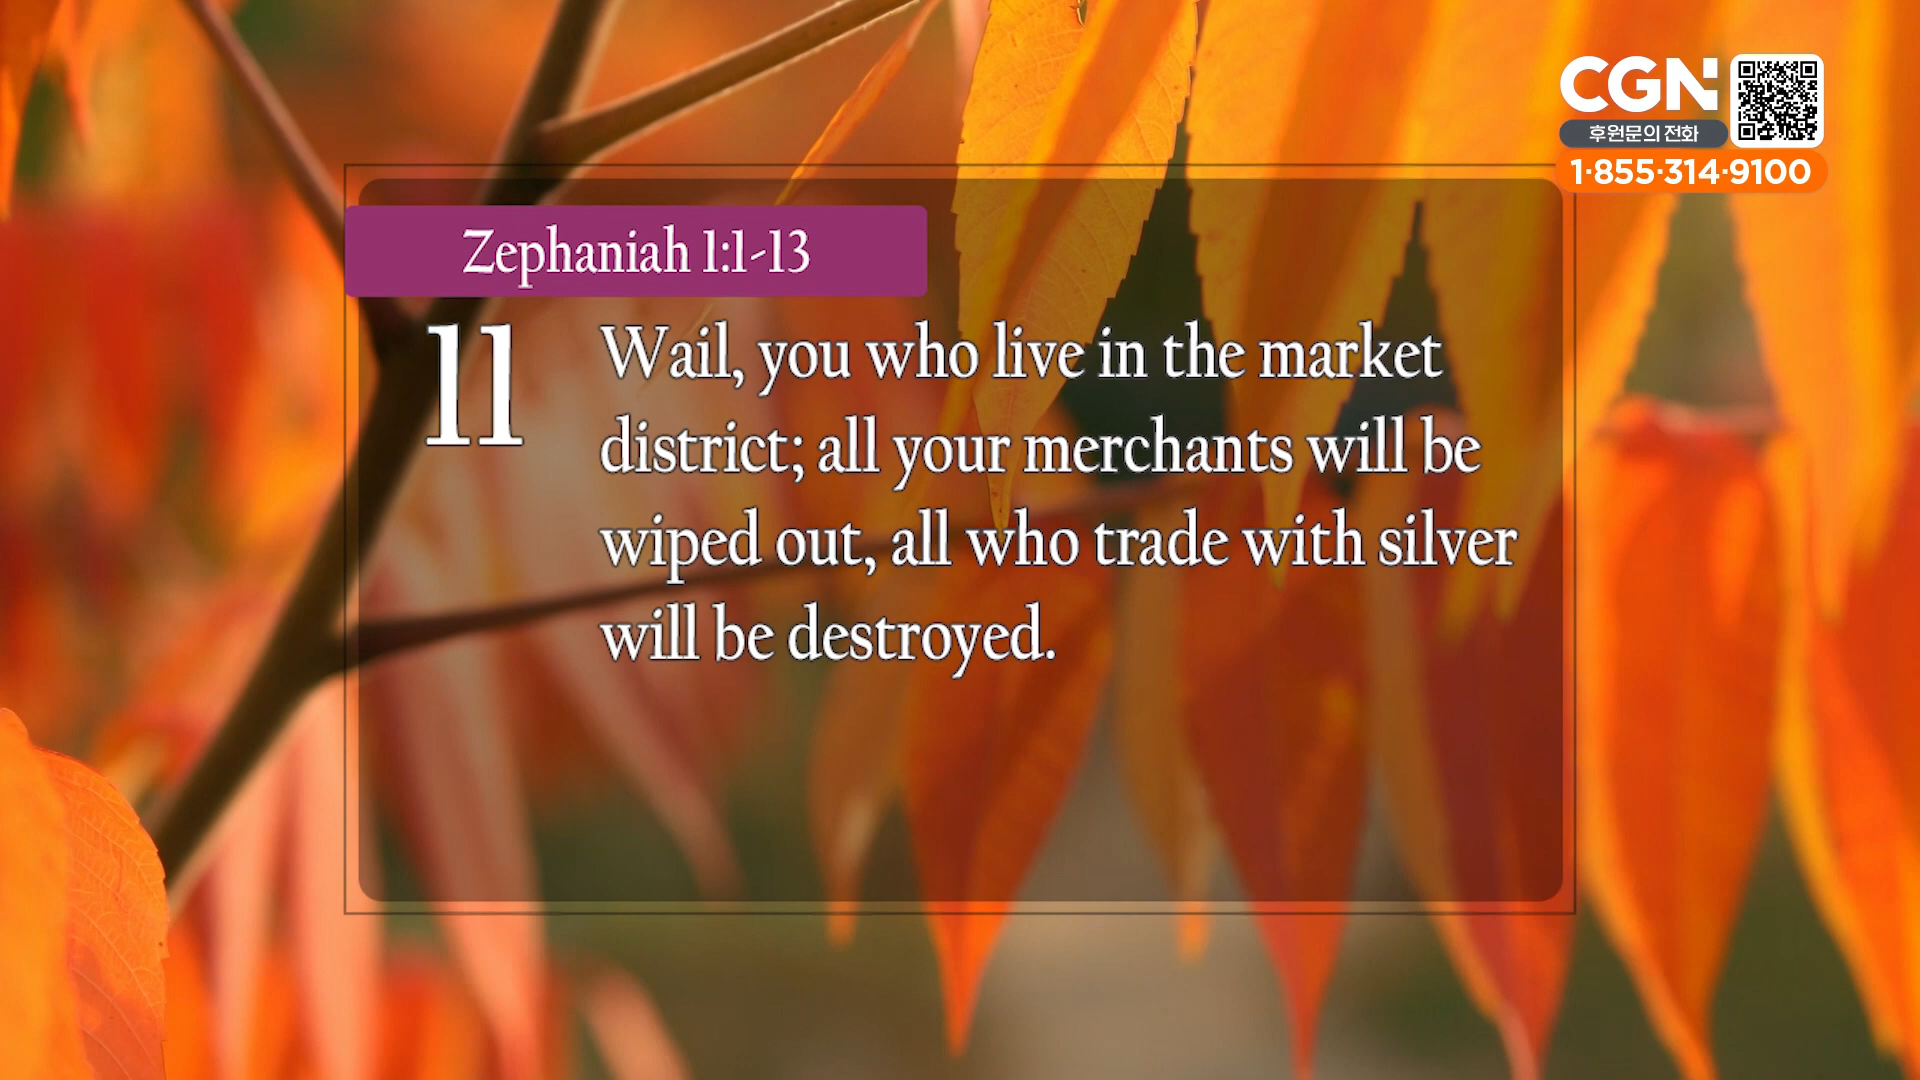 CGN
후원문의 전화
1·855·314·9100
Zephaniah 1:1-13
11
Wail, you who live in the market
district; all your merchants will be
wiped out, all who trade with silver
will be destroyed.